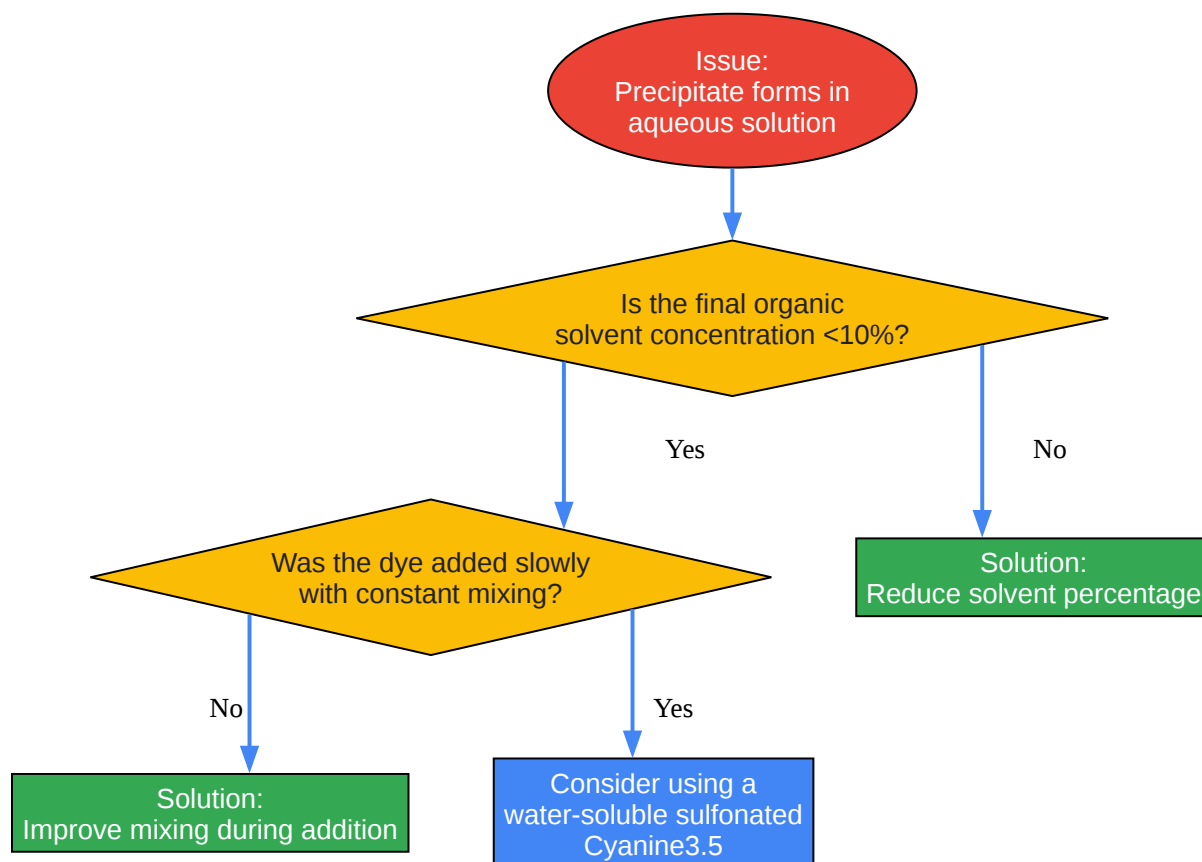 Issue:
Precipitate forms in
aqueous solution
Is the final organic
solvent concentration <10%?
Yes
No
Was the dye added slowly
with constant mixing?
Solution:
Reduce solvent percentage
No
Yes
Solution:
Improve mixing during addition
Consider using a
water-soluble sulfonated
Cyanine3.5